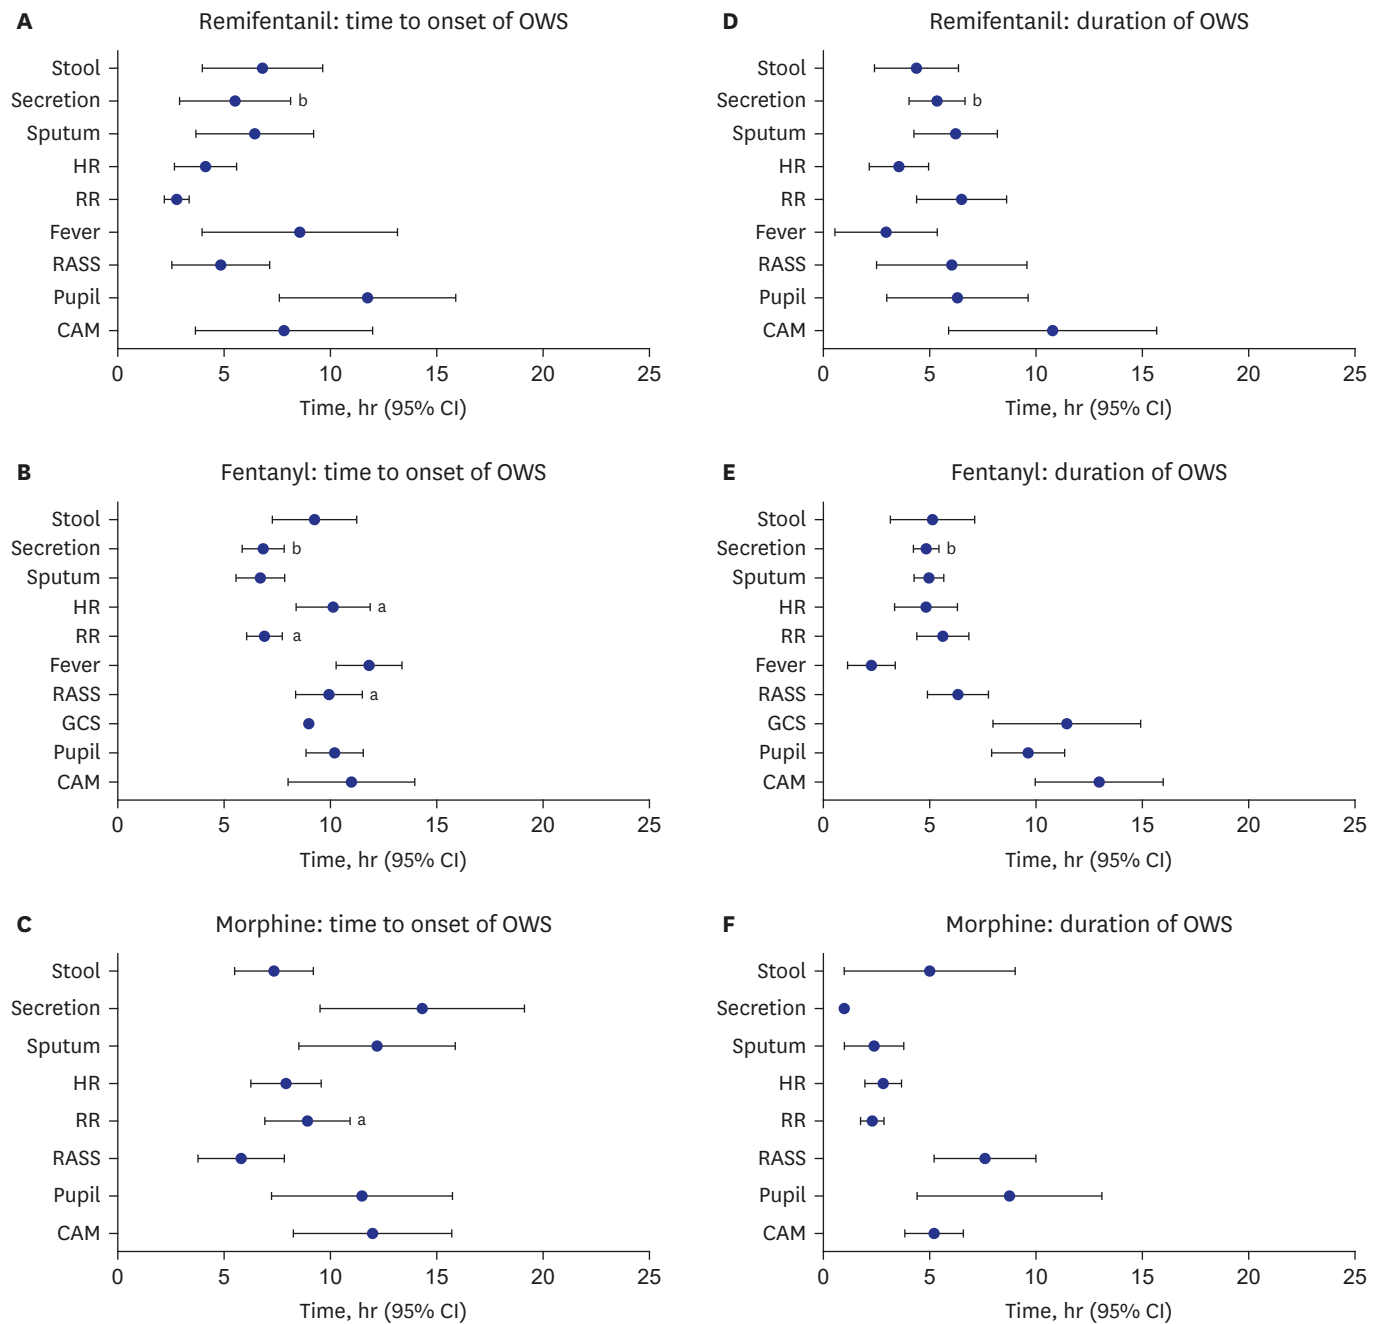 A Remifentanil: time to onset of OWS
Stool
Secretion b
Sputum
HR
RR
Fever
RASS
Pupil
CAM
0 5 10 15 20 25
Time, hr (95% CI)
D Remifentanil: duration of OWS
Stool
Secretion b
Sputum
HR
RR
Fever
RASS
Pupil
CAM
0 5 10 15 20 25
Time, hr (95% CI)
B Fentanyl: time to onset of OWS
Stool
Secretion b
Sputum
HR a
RR a
Fever
RASS a
GCS
Pupil
CAM
0 5 10 15 20 25
Time, hr (95% CI)
E Fentanyl: duration of OWS
Stool
Secretion b
Sputum
HR
RR
Fever
RASS
GCS
Pupil
CAM
0 5 10 15 20 25
Time, hr (95% CI)
C Morphine: time to onset of OWS
Stool
Secretion
Sputum
HR
RR a
RASS
Pupil
CAM
0 5 10 15 20 25
Time, hr (95% CI)
F Morphine: duration of OWS
Stool
Secretion
Sputum
HR
RR
RASS
Pupil
CAM
0 5 10 15 20 25
Time, hr (95% CI)